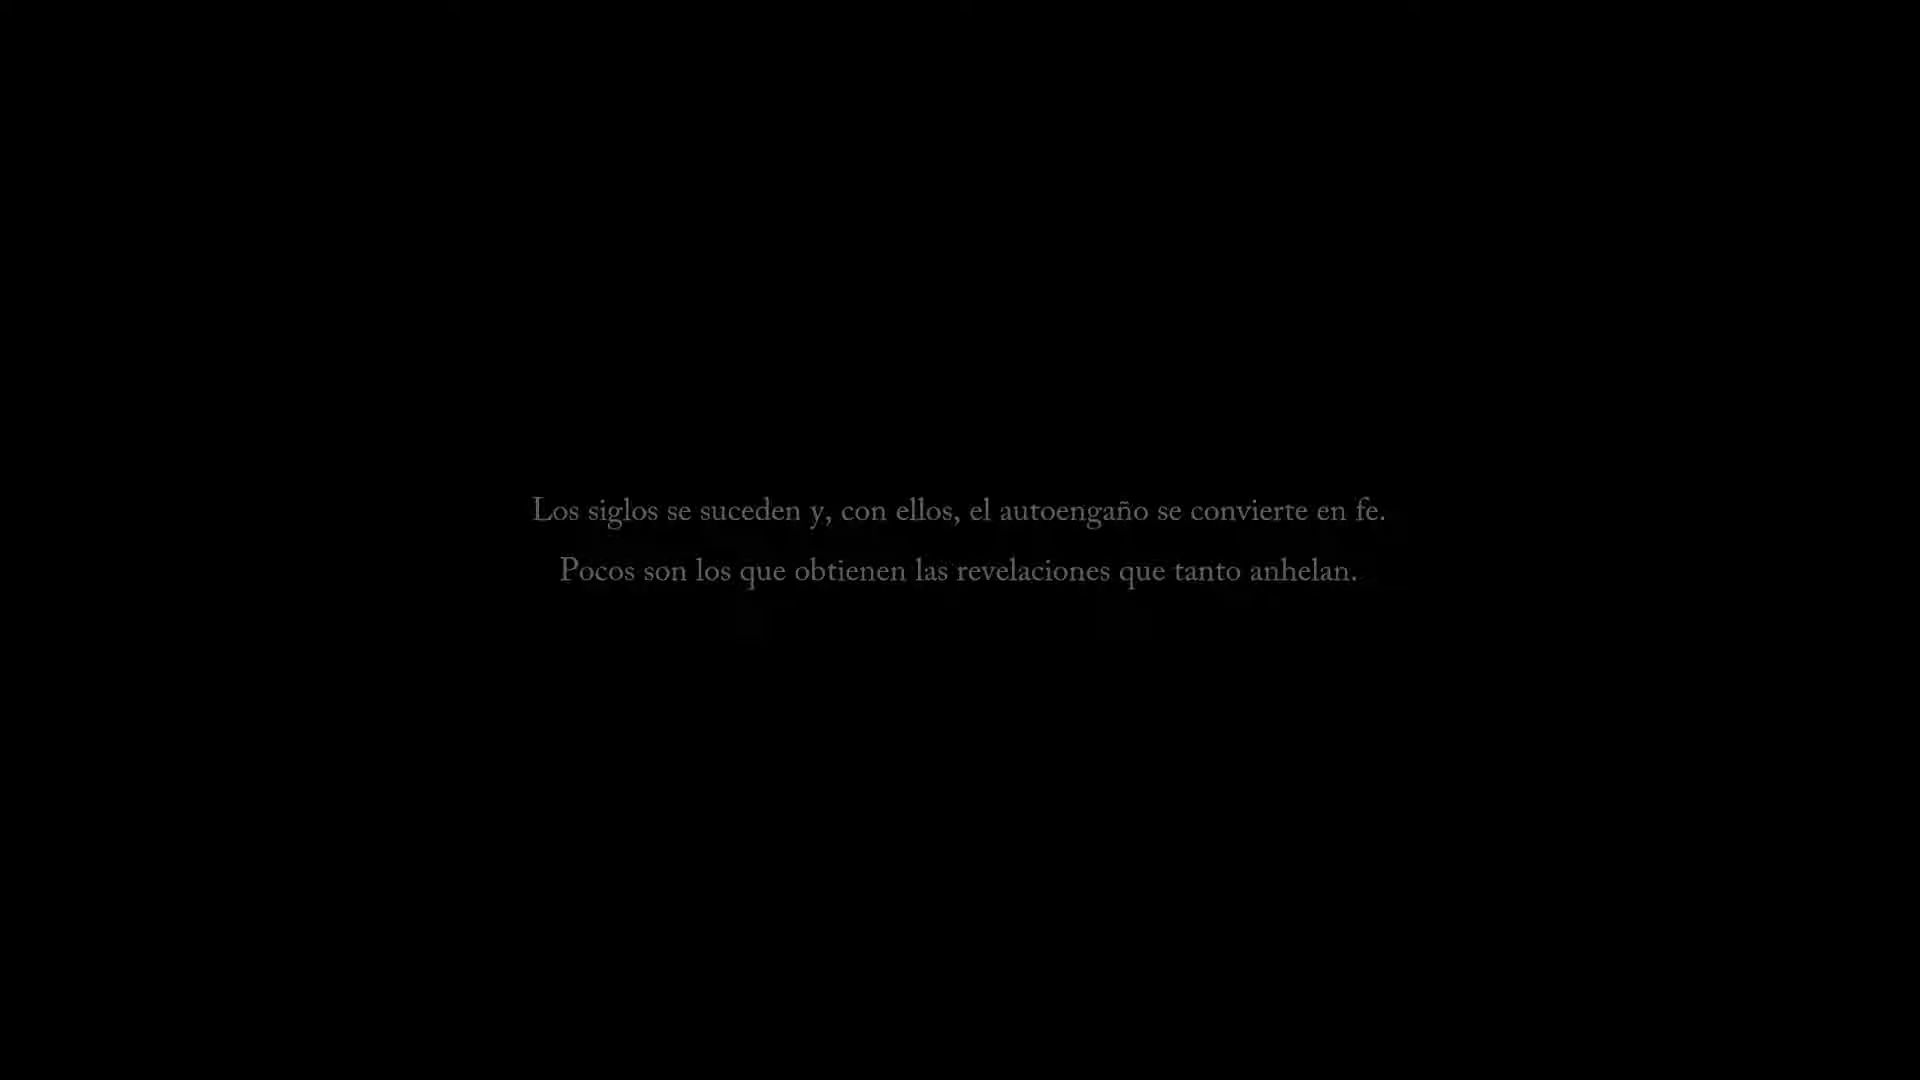 Los siglos se suceden y, con ellos, el autoengaño se convierte en fe.
Pocos son los que obtienen las revelaciones que tanto anhelan.